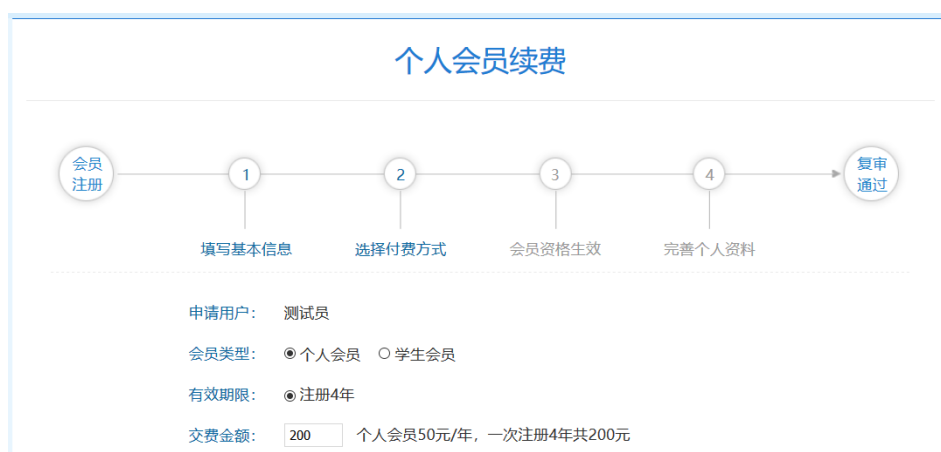 个人会员续费
会员
注册
1
2
3
4
复审
通过
填写基本信息
选择付费方式
会员资格生效
完善个人资料
申请用户： 测试员
会员类型： 个人会员 学生会员
有效期限： 注册4年
交费金额： 200 个人会员50元/年，一次注册4年共200元